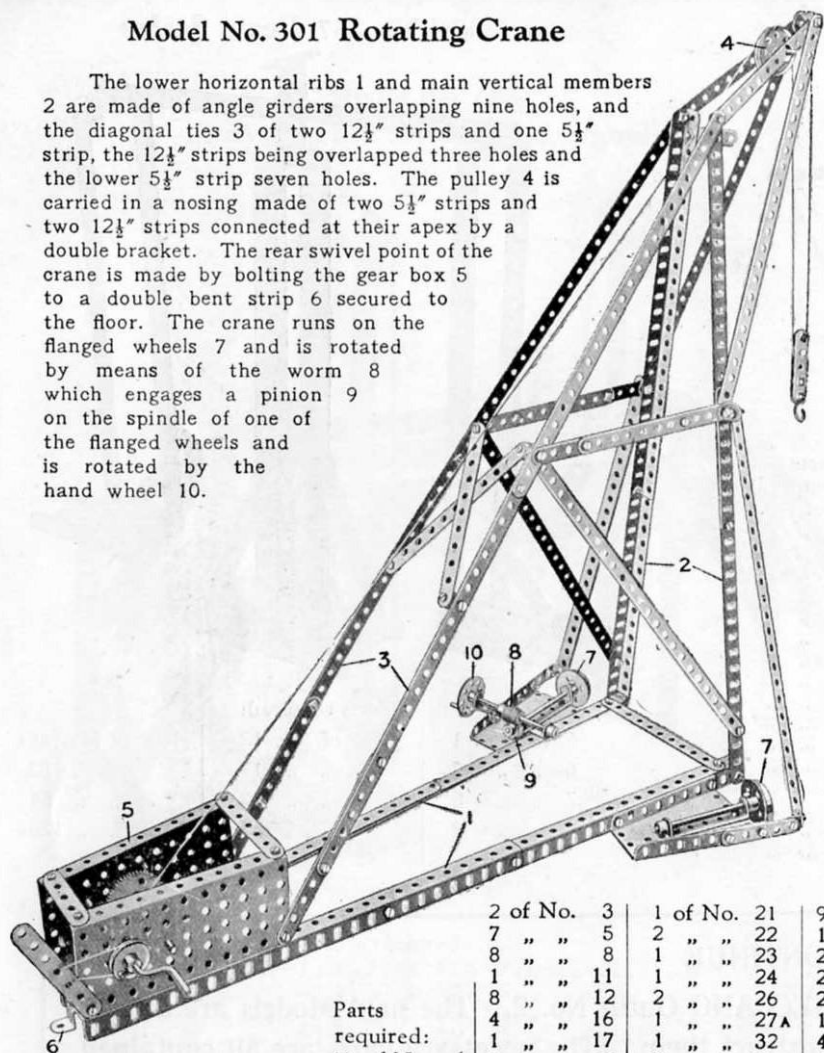 Model No. 301 Rotating Crane
The lower horizontal ribs 1 and main vertical members
2 are made of angle girders overlapping nine holes, and
the diagonal ties 3 of two 12½″ strips and one 5½″
strip, the 12½″ strips being overlapped three holes and
the lower 5½″ strip seven holes. The pulley 4 is
carried in a nosing made of two 5½″ strips and
two 12½″ strips connected at their apex by a
double bracket. The rear swivel point of the
crane is made by bolting the gear box 5
to a double bent strip 6 secured to
the floor. The crane runs on the
flanged wheels 7 and is rotated
by means of the worm 8
which engages a pinion 9
on the spindle of one of
the flanged wheels and
is rotated by the
hand wheel 10.
4
2
3
10 8 7
9
7
1
5
6
Parts
required:
2 of No. 3 1 of No. 21 9
7 „ „ 5 2 „ „ 22 1
8 „ „ 8 1 „ „ 23 2
1 „ „ 11 1 „ „ 24 2
8 „ „ 12 2 „ „ 26 2
4 „ „ 16 1 „ „ 27A 1
1 „ „ 17 1 „ „ 32 4